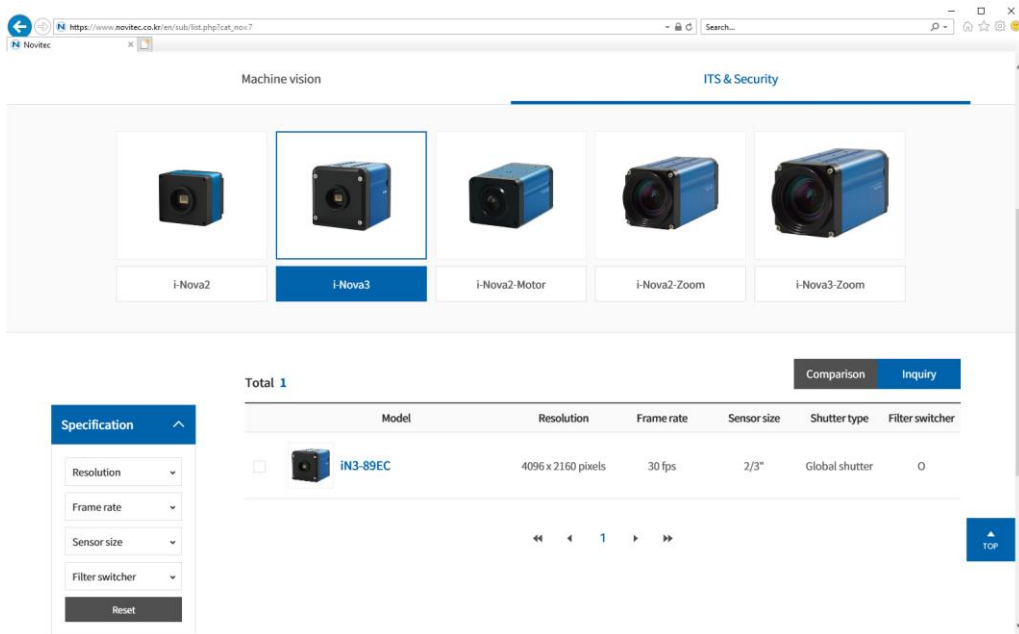 https://www.novitec.co.kr/en/sub/list.php?cat_no=7
Search...
Novitec
Machine vision
ITS & Security
i-Nova2
i-Nova3
i-Nova2-Motor
i-Nova2-Zoom
i-Nova3-Zoom
Total 1
Comparison
Inquiry
Specification
Resolution
Frame rate
Sensor size
Filter switcher
Reset
Model Resolution Frame rate Sensor size Shutter type Filter switcher
iN3-89EC 4096 x 2160 pixels 30 fps 2/3" Global shutter O
1
TOP